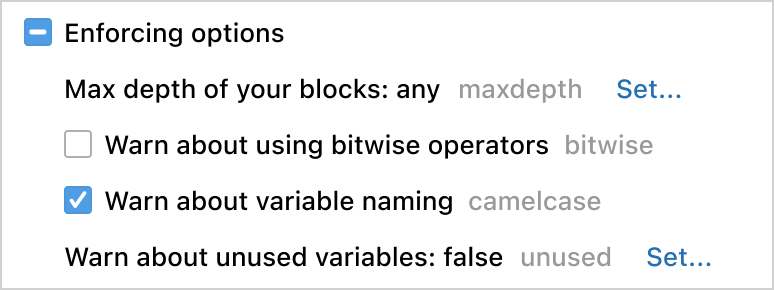 Enforcing options
Max depth of your blocks: any maxdepth Set...
Warn about using bitwise operators bitwise
Warn about variable naming camelcase
Warn about unused variables: false unused Set...